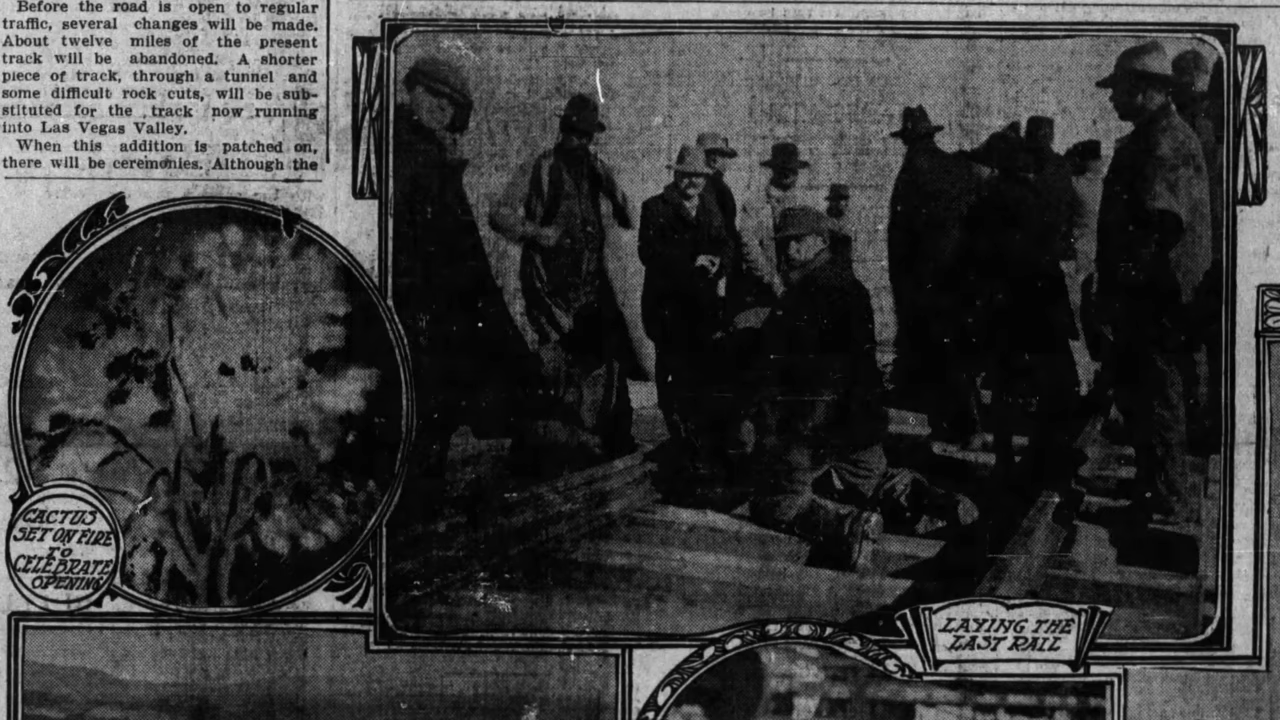 Before the road is open to regular
traffic, several changes will be made.
About twelve miles of the present
track will be abandoned. A shorter
piece of track, through a tunnel and
some difficult rock cuts, will be sub-
stituted for the track now running
into Las Vegas Valley.
When this addition is patched on,
there will be ceremonies. Although the
CACTUS
SET ON FIRE
TO
CELEBRATE
OPENING
LAYING THE
LAST RAIL